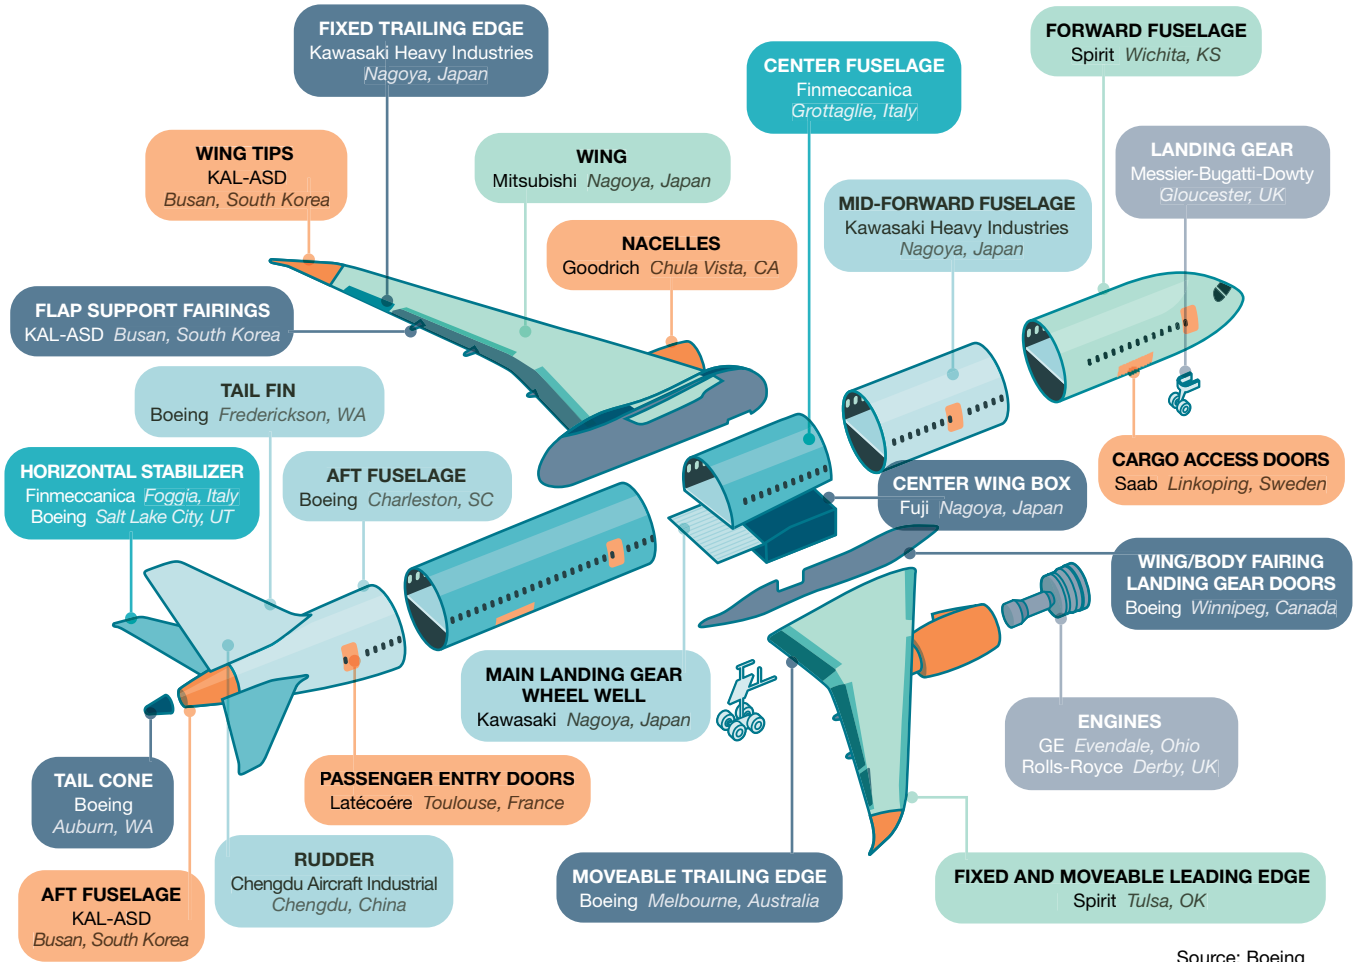 FIXED TRAILING EDGE
Kawasaki Heavy Industries
Nagoya, Japan
FORWARD FUSELAGE
Spirit Wichita, KS
CENTER FUSELAGE
Finmeccanica
Grottaglie, Italy
WING TIPS
KAL-ASD
Busan, South Korea
WING
Mitsubishi Nagoya, Japan
LANDING GEAR
Messier-Bugatti-Dowty
Gloucester, UK
MID-FORWARD FUSELAGE
Kawasaki Heavy Industries
Nagoya, Japan
NACELLES
Goodrich Chula Vista, CA
FLAP SUPPORT FAIRINGS
KAL-ASD Busan, South Korea
TAIL FIN
Boeing Frederickson, WA
HORIZONTAL STABILIZER
Finmeccanica Foggia, Italy
Boeing Salt Lake City, UT
AFT FUSELAGE
Boeing Charleston, SC
CENTER WING BOX
Fuji Nagoya, Japan
CARGO ACCESS DOORS
Saab Linkoping, Sweden
WING/BODY FAIRING
LANDING GEAR DOORS
Boeing Winnipeg, Canada
MAIN LANDING GEAR
WHEEL WELL
Kawasaki Nagoya, Japan
ENGINES
GE Evendale, Ohio
Rolls-Royce Derby, UK
TAIL CONE
Boeing
Auburn, WA
PASSENGER ENTRY DOORS
Latécoére Toulouse, France
RUDDER
Chengdu Aircraft Industrial
Chengdu, China
MOVEABLE TRAILING EDGE
Boeing Melbourne, Australia
FIXED AND MOVEABLE LEADING EDGE
Spirit Tulsa, OK
AFT FUSELAGE
KAL-ASD
Busan, South Korea
Source: Boeing